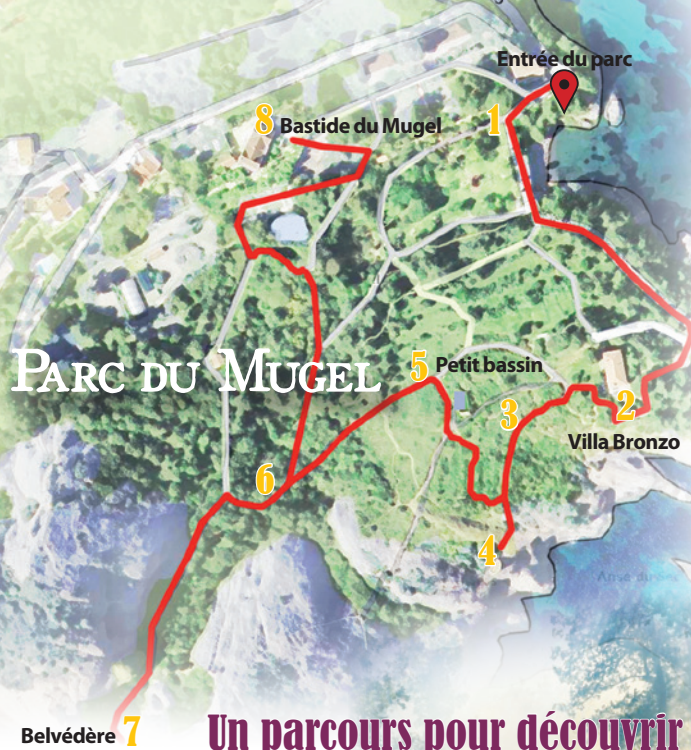 Entrée du parc
1
8 Bastide du Mugel
PARC DU MUGEL
5 Petit bassin
3
2
Villa Bronzo
6
4
Belvédère 7
Un parcours pour découvrir